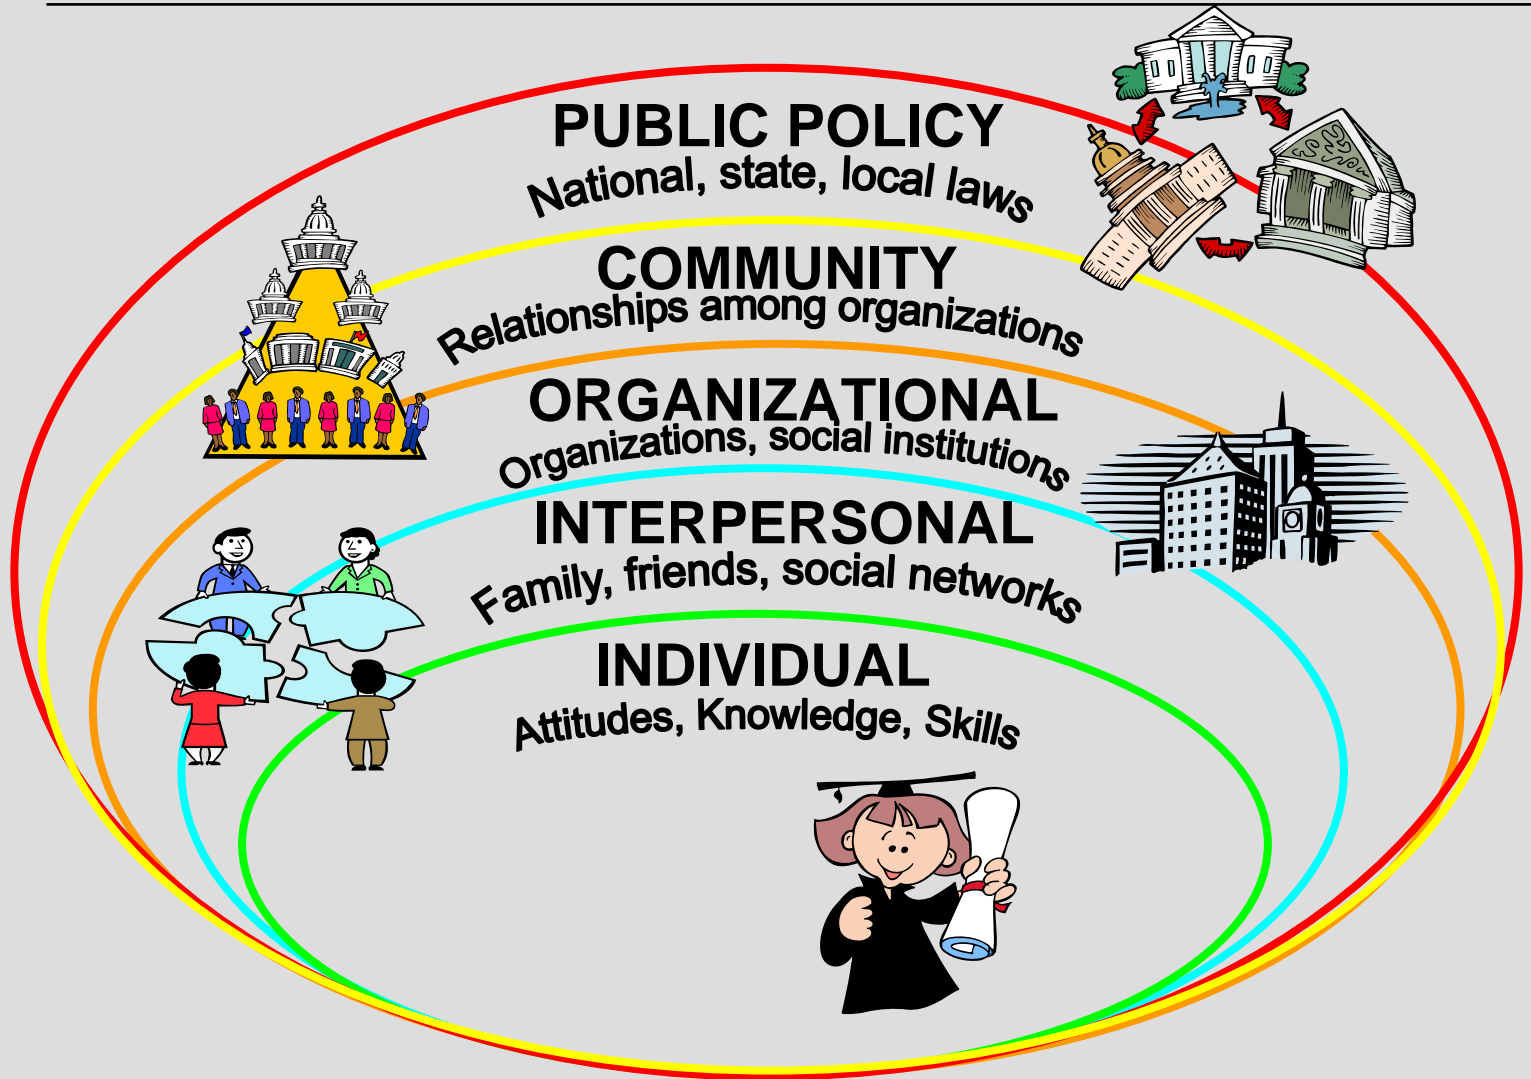 PUBLIC POLICY
National, state, local laws
COMMUNITY
Relationships among organizations
ORGANIZATIONAL
Organizations, social institutions
INTERPERSONAL
Family, friends, social networks
INDIVIDUAL
Attitudes, Knowledge, Skills